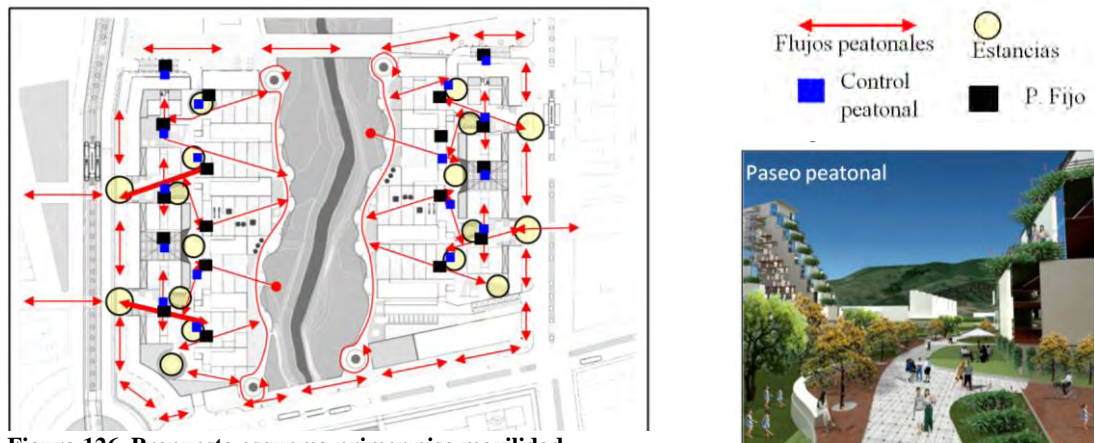 Flujos peatonales
Estancias
Control peatonal
P. Fijo
Paseo peatonal
Figura 126. Propuesta esquema primer piso movilidad